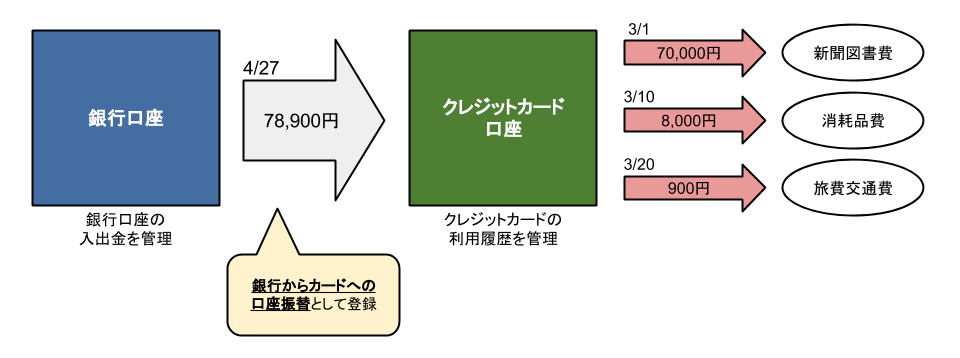 銀行口座
銀行口座の
入出金を管理
4/27
78,900円
銀行からカードへの
口座振替として登録
クレジットカード
口座
クレジットカードの
利用履歴を管理
3/1
70,000円
新聞図書費
3/10
8,000円
消耗品費
3/20
900円
旅費交通費